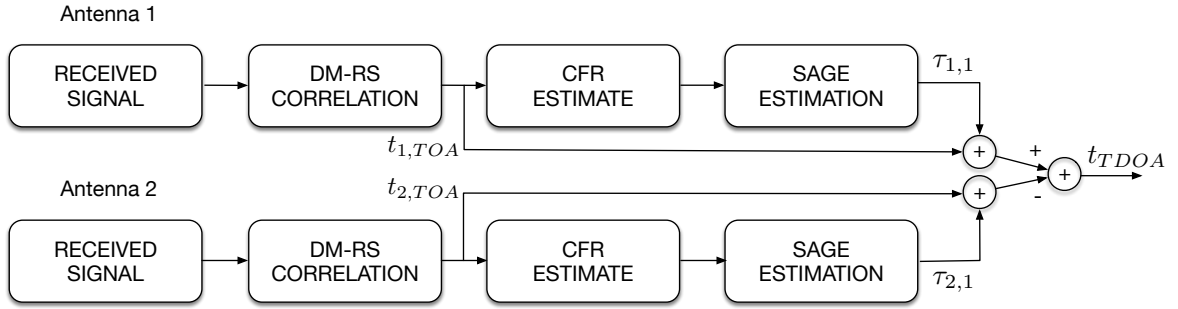 Antenna 1
RECEIVED SIGNAL
DM-RS CORRELATION
CFR ESTIMATE
SAGE ESTIMATION
τ1,1
t1,TOA
+
+
tTDOA
Antenna 2
t2,TOA
+
+
-
RECEIVED SIGNAL
DM-RS CORRELATION
CFR ESTIMATE
SAGE ESTIMATION
τ2,1